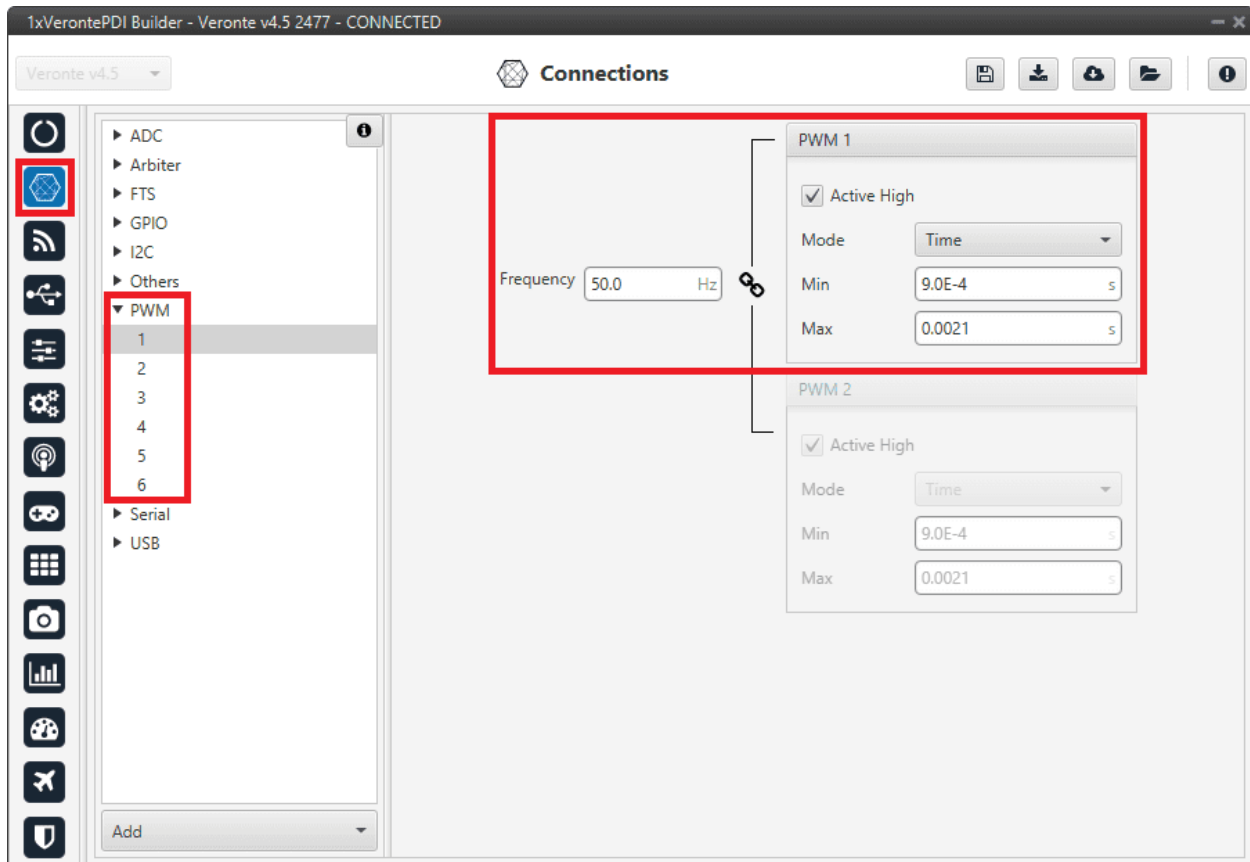 1xVerontePDI Builder - Veronte v4.5 2477 - CONNECTED
Veronte v4.5
Connections
ADC
Arbiter
FTS
GPIO
I2C
Others
PWM
1
2
3
4
5
6
Serial
USB
Add
Frequency 50.0 Hz
PWM 1
Active High
Mode Time
Min 9.0E-4 s
Max 0.0021 s
PWM 2
Active High
Mode Time
Min 9.0E-4 s
Max 0.0021 s